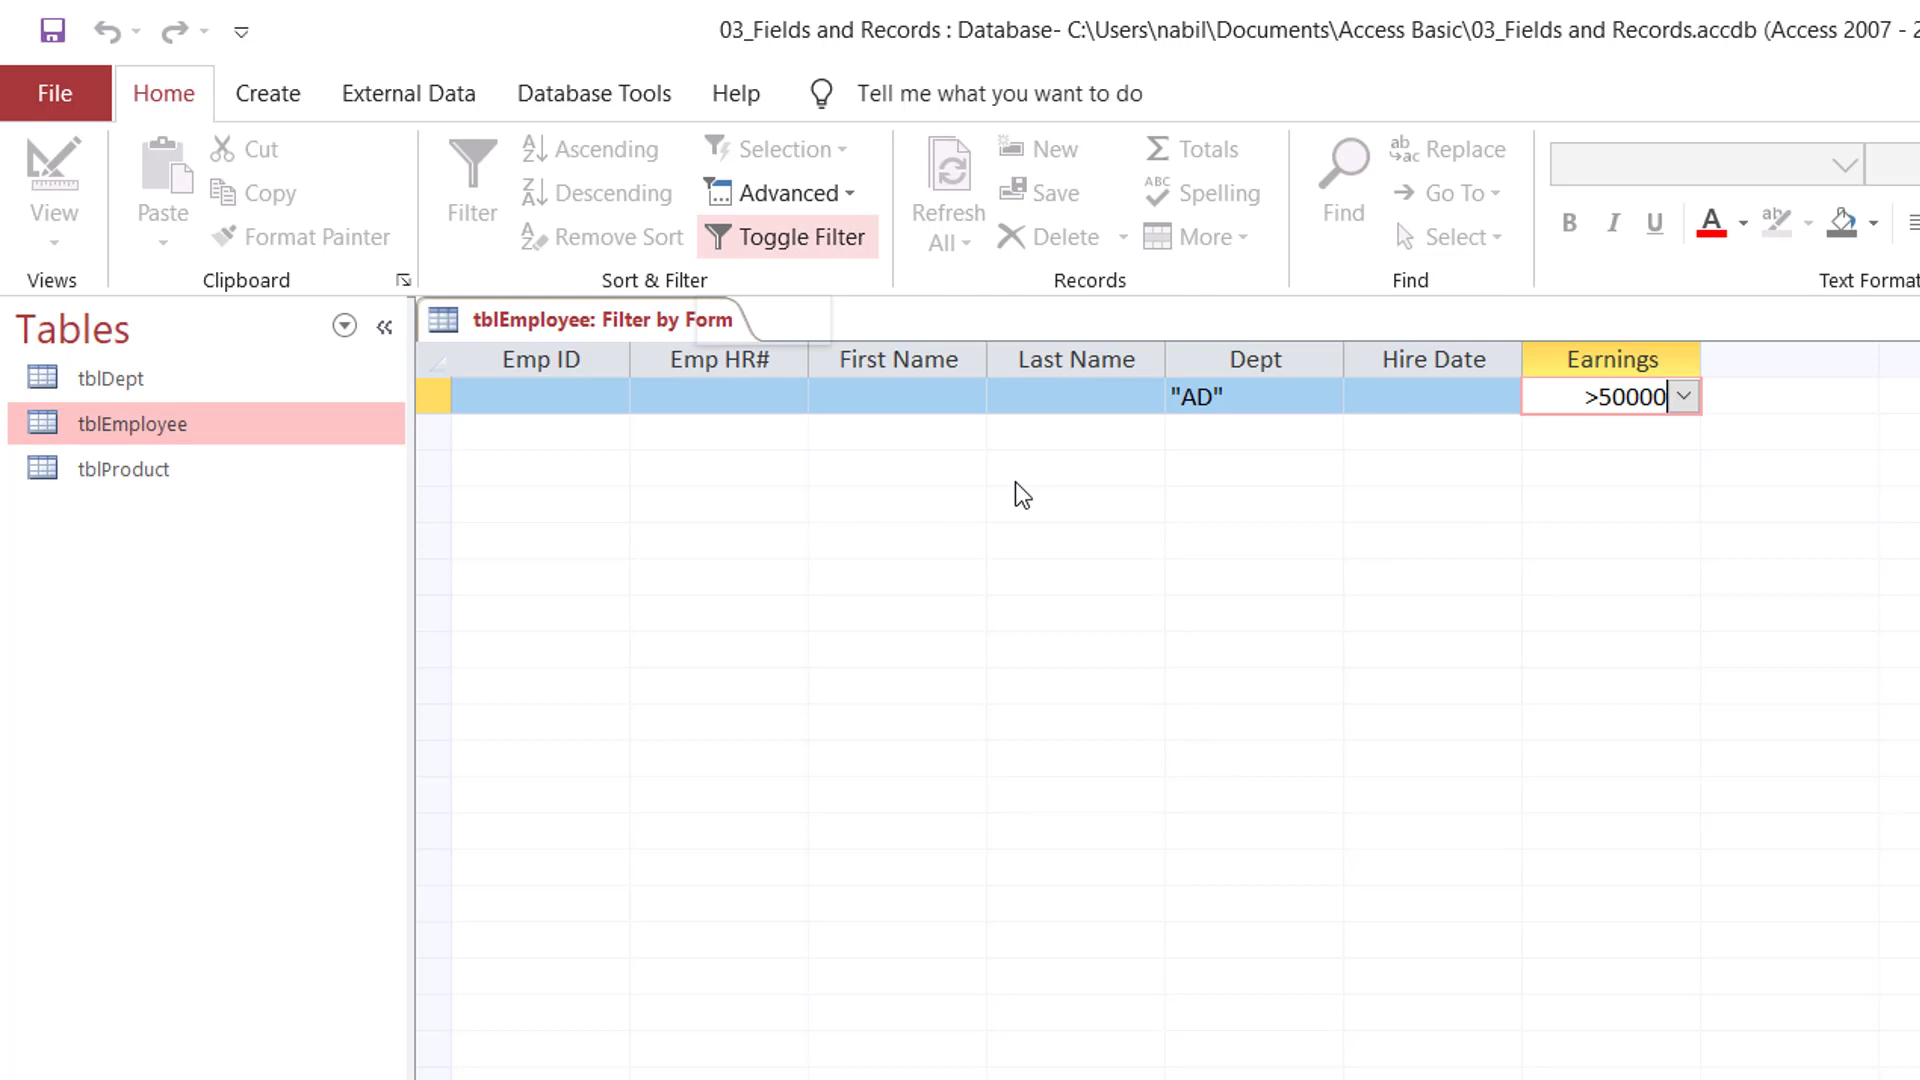 03_Fields and Records : Database- C:\Users\nabil\Documents\Access Basic\03_Fields and Records.accdb (Access 2007 -
File
Home
Create
External Data
Database Tools
Help
Tell me what you want to do
View
Views
Paste
Cut
Copy
Format Painter
Clipboard
Filter
Ascending
Descending
Remove Sort
Selection
Advanced
Toggle Filter
Sort & Filter
Refresh
All
New
Save
Delete
Totals
Spelling
More
Records
Find
Replace
Go To
Select
Find
B I U A
Text Format
Tables
tblDept
tblEmployee
tblProduct
tblEmployee: Filter by Form
Emp ID Emp HR# First Name Last Name Dept Hire Date Earnings
"AD" >50000